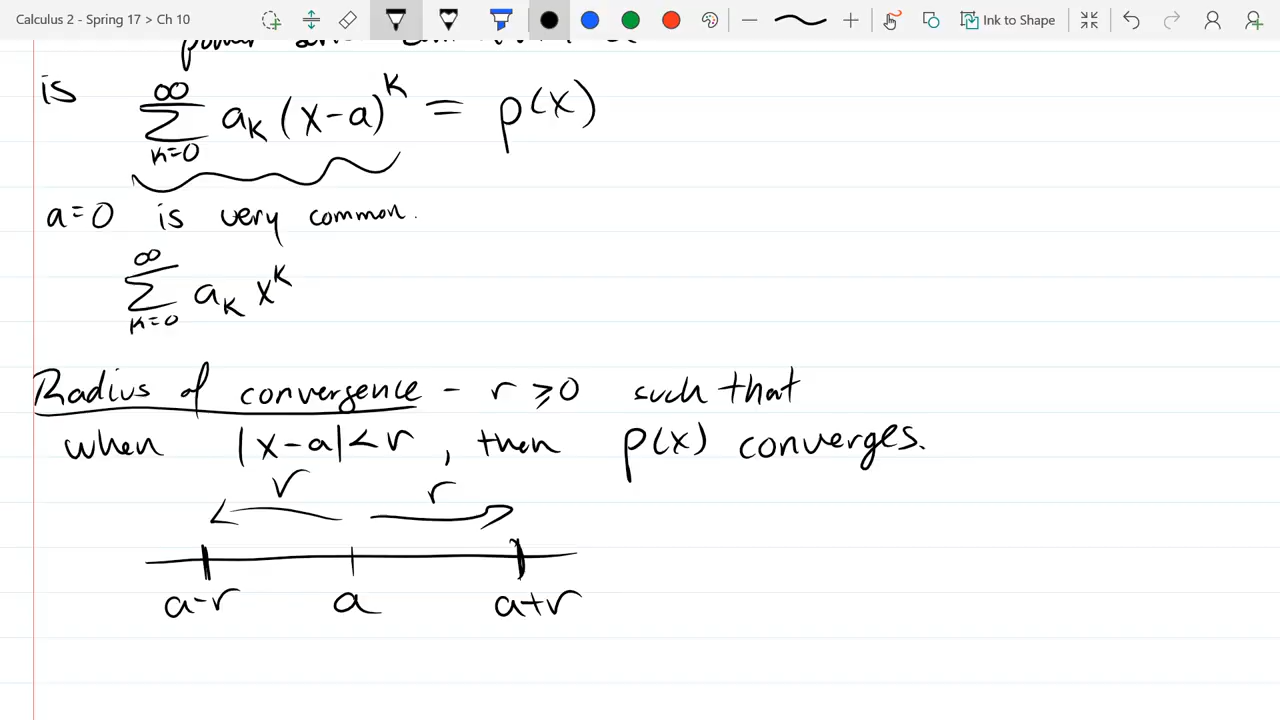 Calculus 2 - Spring 17 > Ch 10
Ink to Shape
power
is ∞∑k=0 a_k (x-a)^k = p(x)
a=0 is very common.
∞∑k=0 a_k x^k
Radius of convergence - r ⩾ 0 such that
when |x-a| < r, then p(x) converges.
r r
a-r a a+r